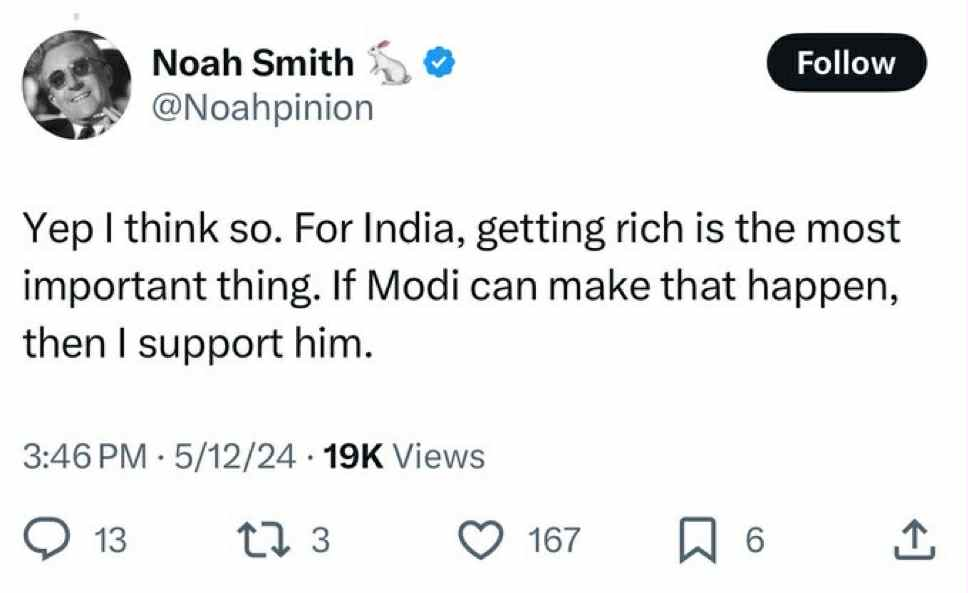 Noah Smith 🐇
@Noahpinion
Follow
Yep I think so. For India, getting rich is the most
important thing. If Modi can make that happen,
then I support him.
3:46 PM · 5/12/24 · 19K Views
13 3 167 6